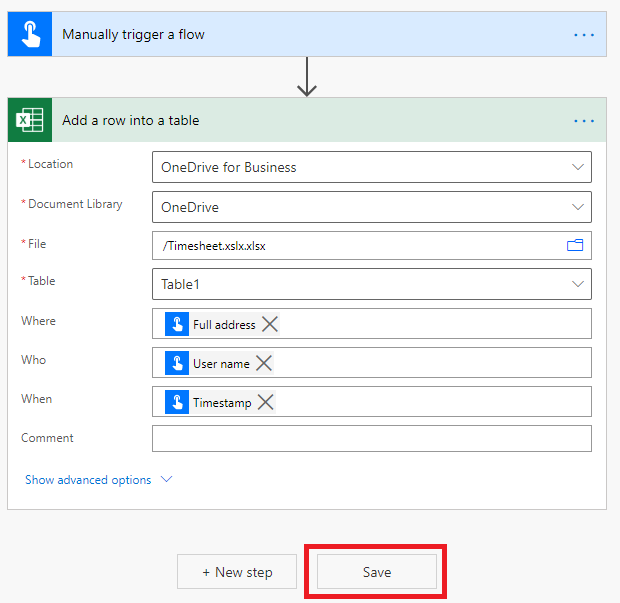 Manually trigger a flow
Add a row into a table
* Location
OneDrive for Business
* Document Library
OneDrive
* File
/Timesheet.xslx.xlsx
* Table
Table1
Where
Full address
Who
User name
When
Timestamp
Comment
Show advanced options
+ New step
Save